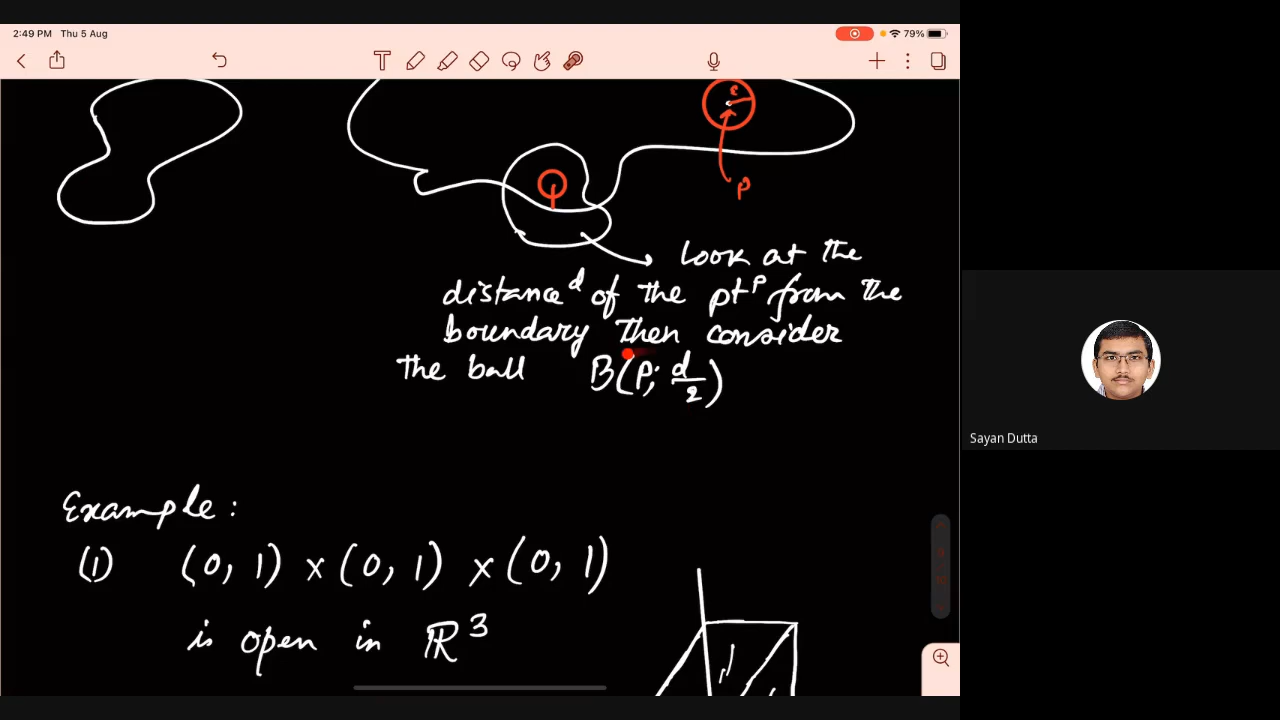 2:49 PM Thu 5 Aug
79%
T
r
P
Look at the
distance d of the pt P from the
boundary then consider
the ball B(P; d/2)
Sayan Dutta
Example:
(1) (0, 1) × (0, 1) × (0, 1)
is open in ℝ³